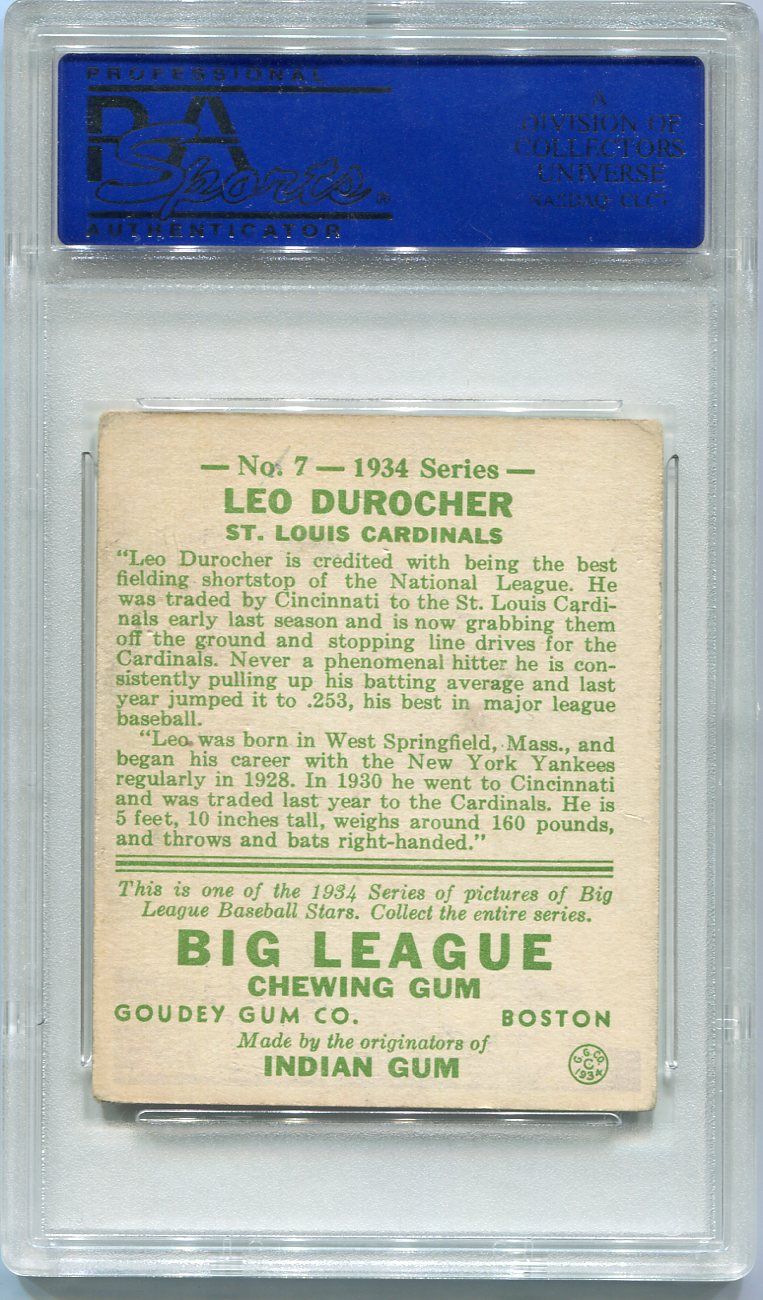 PROFESSIONAL
PSA
Sports®
AUTHENTICATOR
A
DIVISION OF
COLLECTORS
UNIVERSE
NASDAQ: CLCT
— No. 7 — 1934 Series —
LEO DUROCHER
ST. LOUIS CARDINALS
"Leo Durocher is credited with being the best
fielding shortstop of the National League. He
was traded by Cincinnati to the St. Louis Cardi-
nals early last season and is now grabbing them
off the ground and stopping line drives for the
Cardinals. Never a phenomenal hitter he is con-
sistently pulling up his batting average and last
year jumped it to .253, his best in major league
baseball.
"Leo was born in West Springfield, Mass., and
began his career with the New York Yankees
regularly in 1928. In 1930 he went to Cincinnati
and was traded last year to the Cardinals. He is
5 feet, 10 inches tall, weighs around 160 pounds,
and throws and bats right-handed."
This is one of the 1934 Series of pictures of Big
League Baseball Stars. Collect the entire series.
BIG LEAGUE
CHEWING GUM
GOUDEY GUM CO. BOSTON
Made by the originators of
INDIAN GUM
G.G.CO.
C
1934